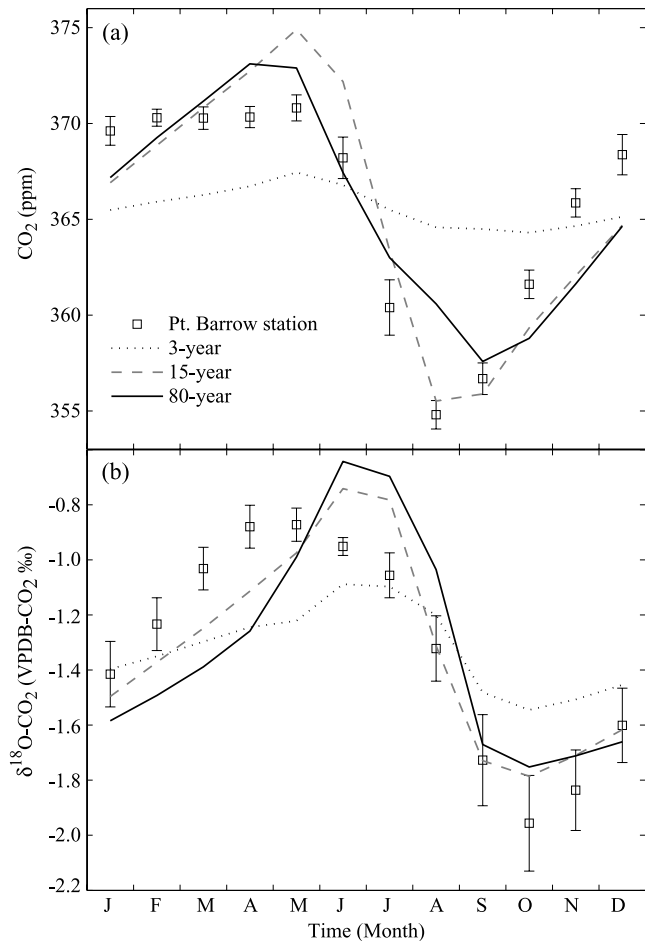 (a)
375
370
365
360
355
CO₂ (ppm)
Pt. Barrow station
3-year
15-year
80-year
(b)
-0.8
-1.0
-1.2
-1.4
-1.6
-1.8
-2.0
-2.2
δ¹⁸O-CO₂ (VPDB-CO₂ ‰)
J F M A M J J A S O N D
Time (Month)